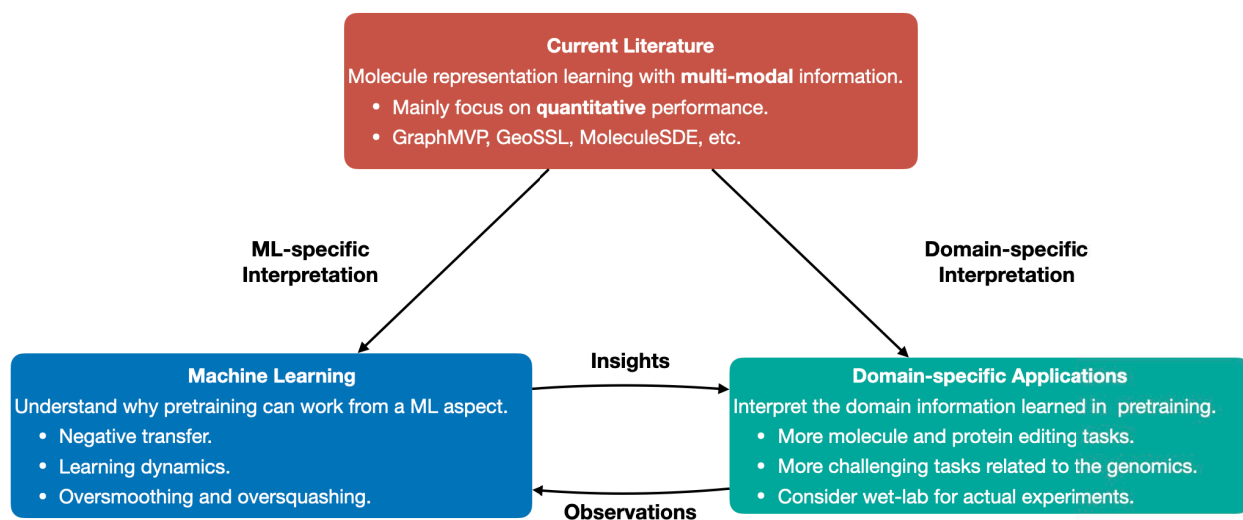 Current Literature
Molecule representation learning with multi-modal information.
• Mainly focus on quantitative performance.
• GraphMVP, GeoSSL, MoleculeSDE, etc.
ML-specific
Interpretation
Domain-specific
Interpretation
Machine Learning
Understand why pretraining can work from a ML aspect.
• Negative transfer.
• Learning dynamics.
• Oversmoothing and oversquashing.
Insights
Observations
Domain-specific Applications
Interpret the domain information learned in pretraining.
• More molecule and protein editing tasks.
• More challenging tasks related to the genomics.
• Consider wet-lab for actual experiments.